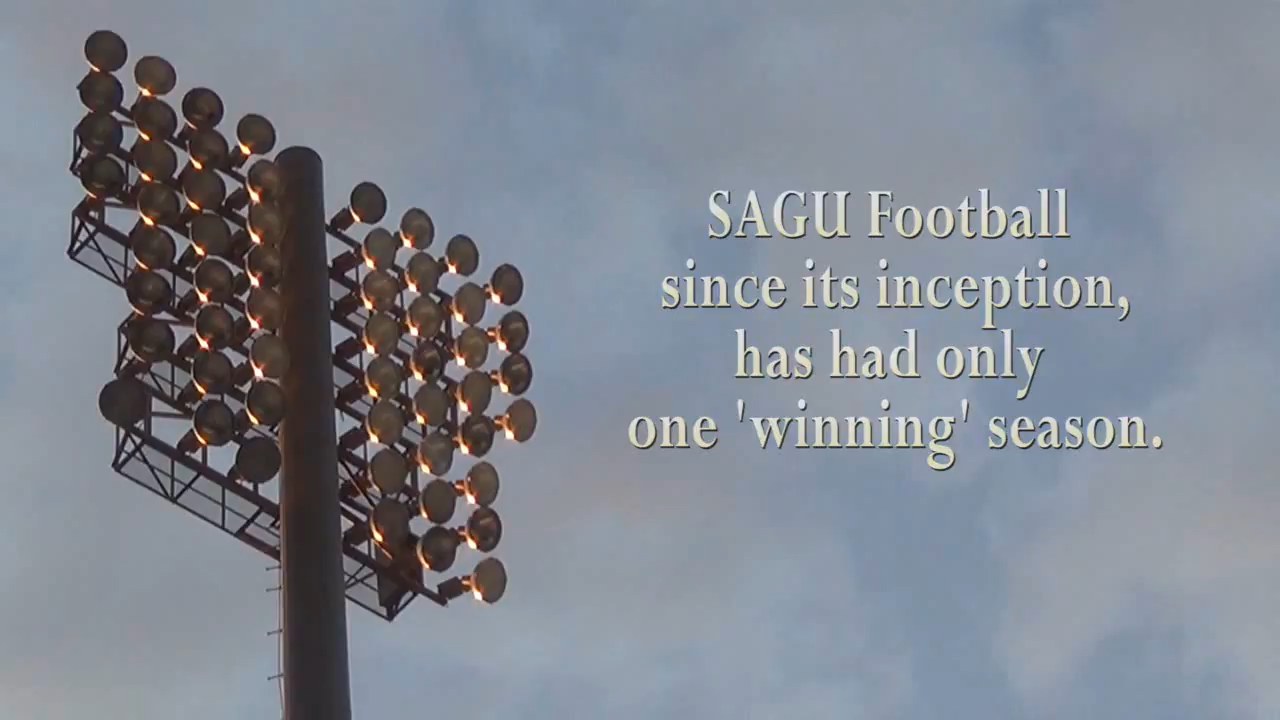 SAGU Football
since its inception,
has had only
one 'winning' season.